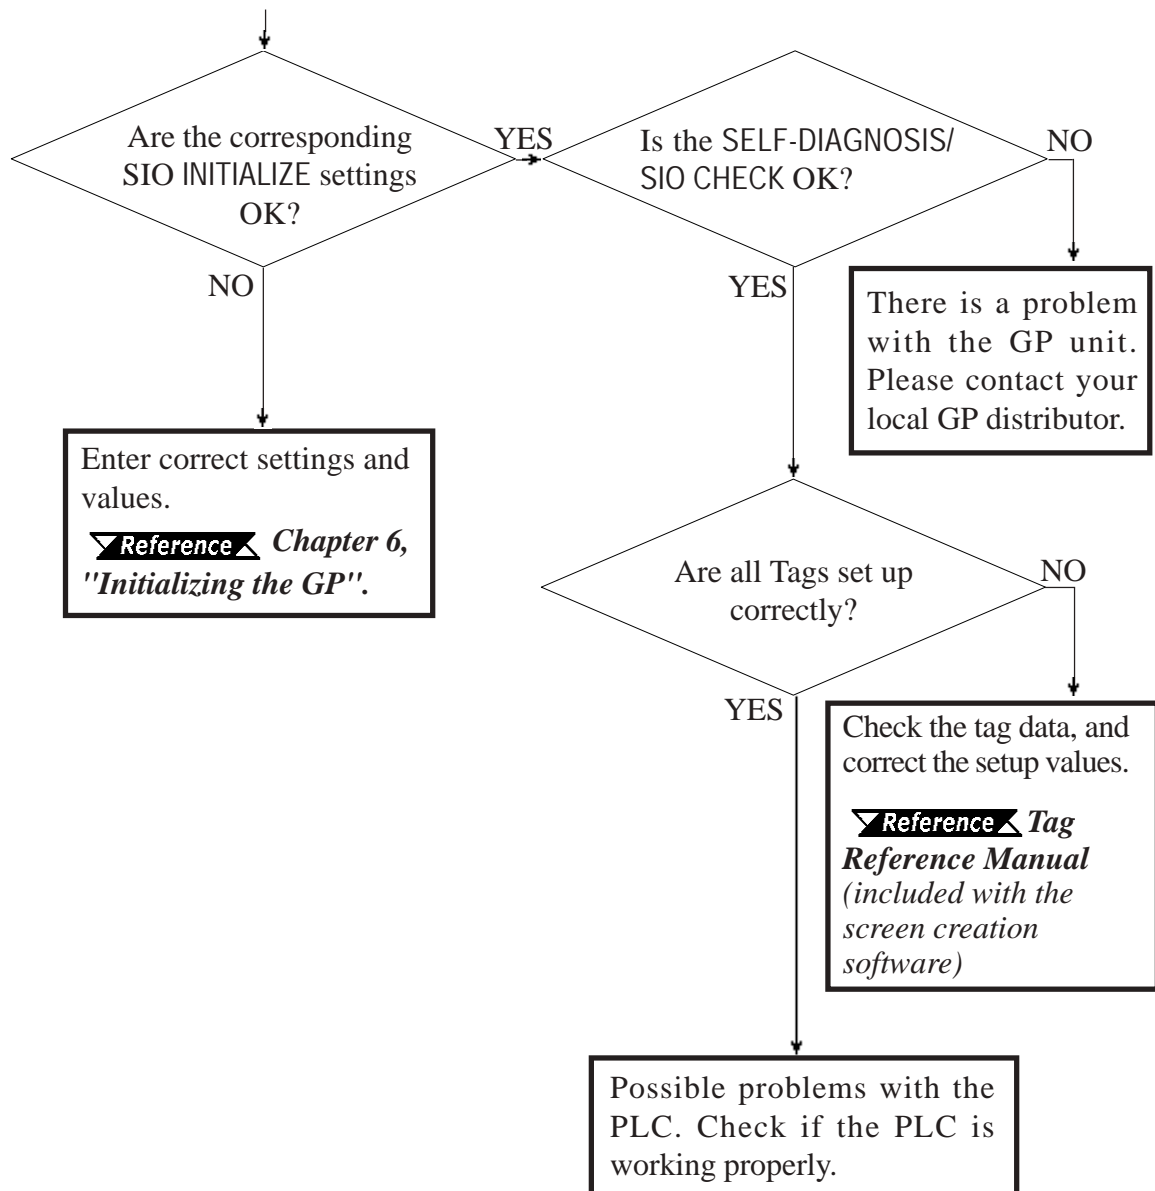 Are the corresponding
SIO INITIALIZE settings
OK?
YES
Is the SELF-DIAGNOSIS/
SIO CHECK OK?
NO
NO
YES
There is a problem
with the GP unit.
Please contact your
local GP distributor.
Enter correct settings and
values.
Reference Chapter 6,
"Initializing the GP".
Are all Tags set up
correctly?
NO
YES
Check the tag data, and
correct the setup values.
Reference Tag
Reference Manual
(included with the
screen creation
software)
Possible problems with the
PLC. Check if the PLC is
working properly.